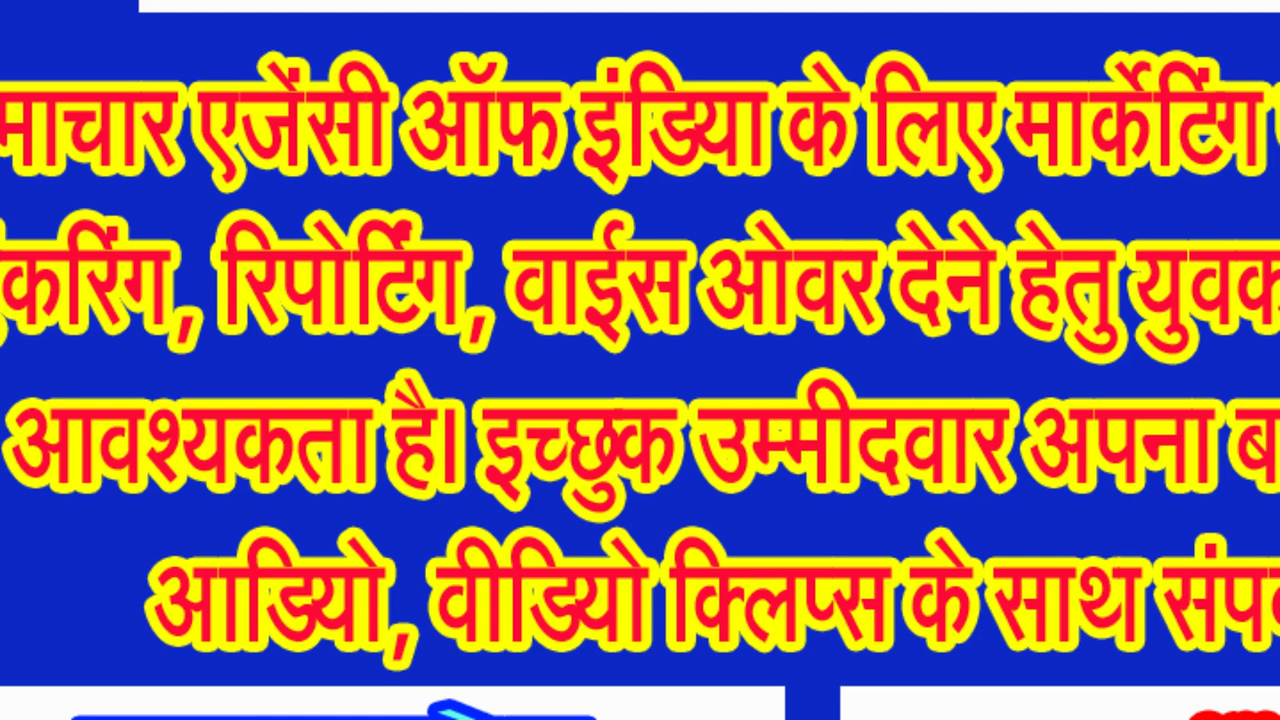 माचार एजेंसी ऑफ इंडिया के लिए मार्केटिंग
करिंग, रिपोर्टिंग, वाईस ओवर देने हेतु युवक
आवश्यकता है। इच्छुक उम्मीदवार अपना ब
आडियो, वीडियो क्लिप्स के साथ संप